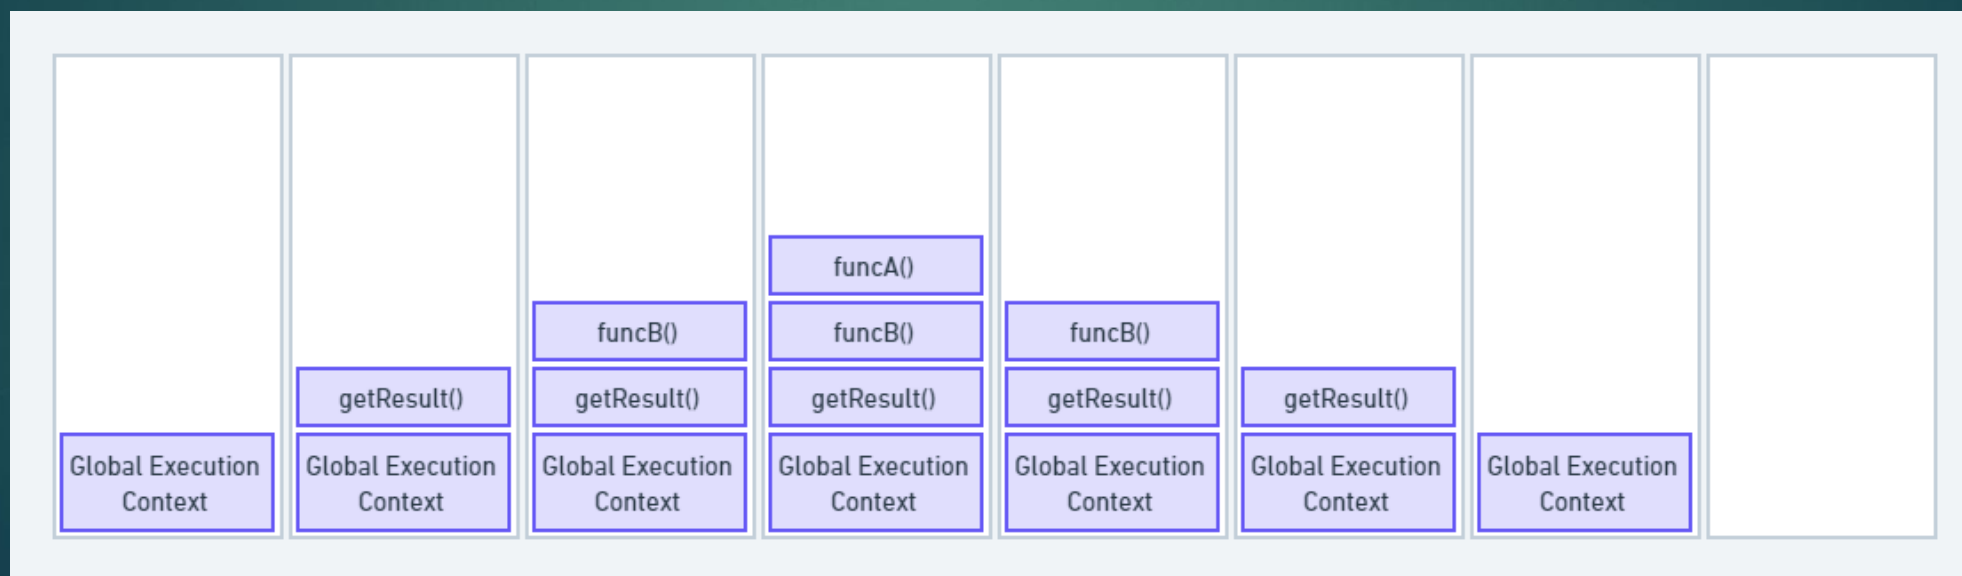 funcA()
funcB()
funcB()
funcB()
getResult()
getResult()
getResult()
getResult()
getResult()
Global Execution
Context
Global Execution
Context
Global Execution
Context
Global Execution
Context
Global Execution
Context
Global Execution
Context
Global Execution
Context